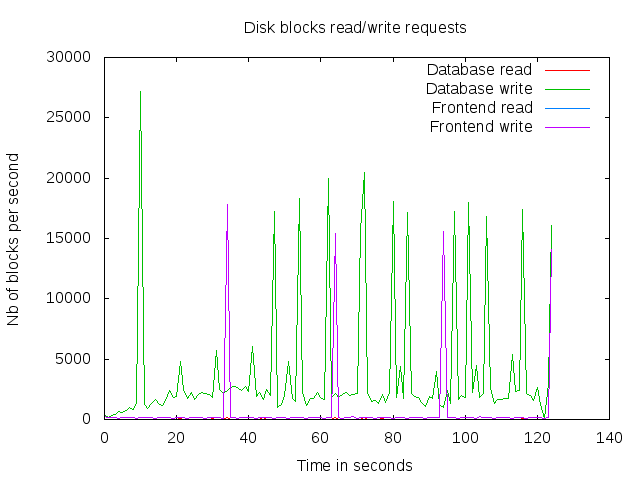 Disk blocks read/write requests
30000
25000
20000
15000
10000
5000
0
Nb of blocks per second
Database read
Database write
Frontend read
Frontend write
0 20 40 60 80 100 120 140
Time in seconds